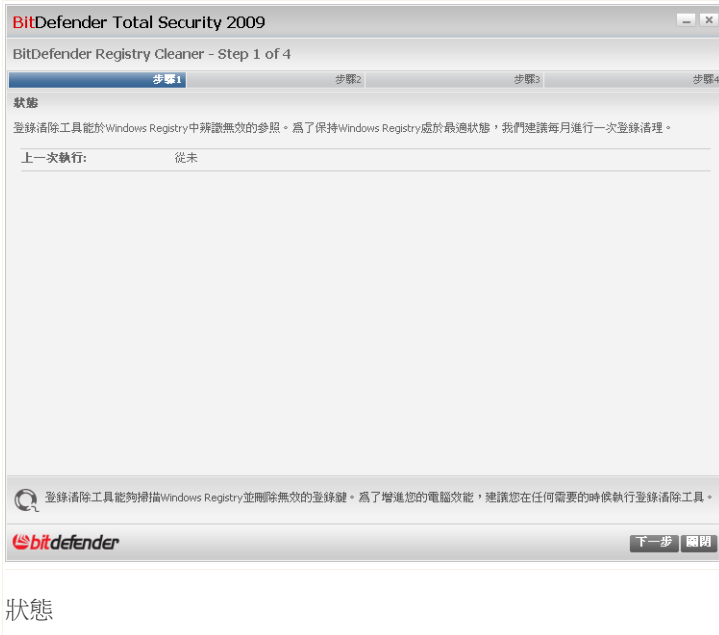 BitDefender Total Security 2009
BitDefender Registry Cleaner - Step 1 of 4
步驟1 步驟2 步驟3 步驟4
狀態
登錄清除工具能於Windows Registry中辨識無效的參照。為了保持Windows Registry處於最適狀態，我們建議每月進行一次登錄清理。
上一次執行: 從未
登錄清除工具能夠掃描Windows Registry並刪除無效的登錄鍵。為了增進您的電腦效能，建議您在任何需要的時候執行登錄清除工具。
bitdefender
下一步 關閉
狀態